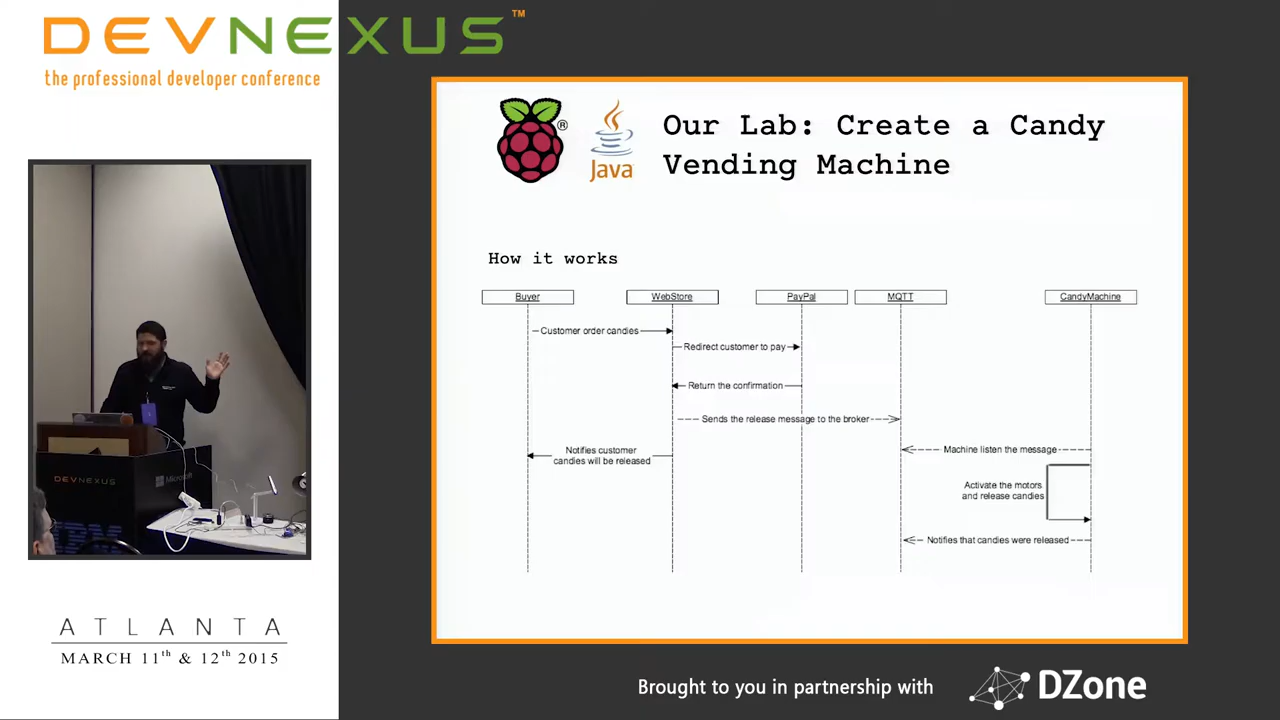 DEVNEXUS™
the professional developer conference
®
Java
Our Lab: Create a Candy
Vending Machine
How it works
Buyer
WebStore
PayPal
MQTT
CandyMachine
Customer order candies
Redirect customer to pay
Return the confirmation
Sends the release message to the broker
Notifies customer
candies will be released
Machine listen the message
Activate the motors
and release candies
Notifies that candies were released
DEVNEXUS
Microsoft
IBM
ATLANTA
MARCH 11th & 12th 2015
Brought to you in partnership with
DZone